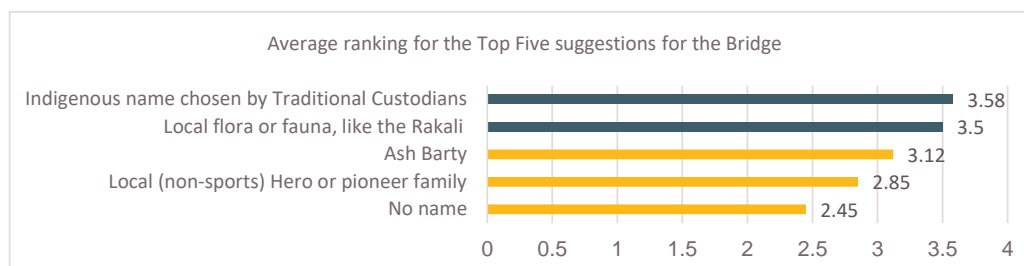 Average ranking for the Top Five suggestions for the Bridge
Indigenous name chosen by Traditional Custodians 3.58
Local flora or fauna, like the Rakali 3.5
Ash Barty 3.12
Local (non-sports) Hero or pioneer family 2.85
No name 2.45
0 0.5 1 1.5 2 2.5 3 3.5 4